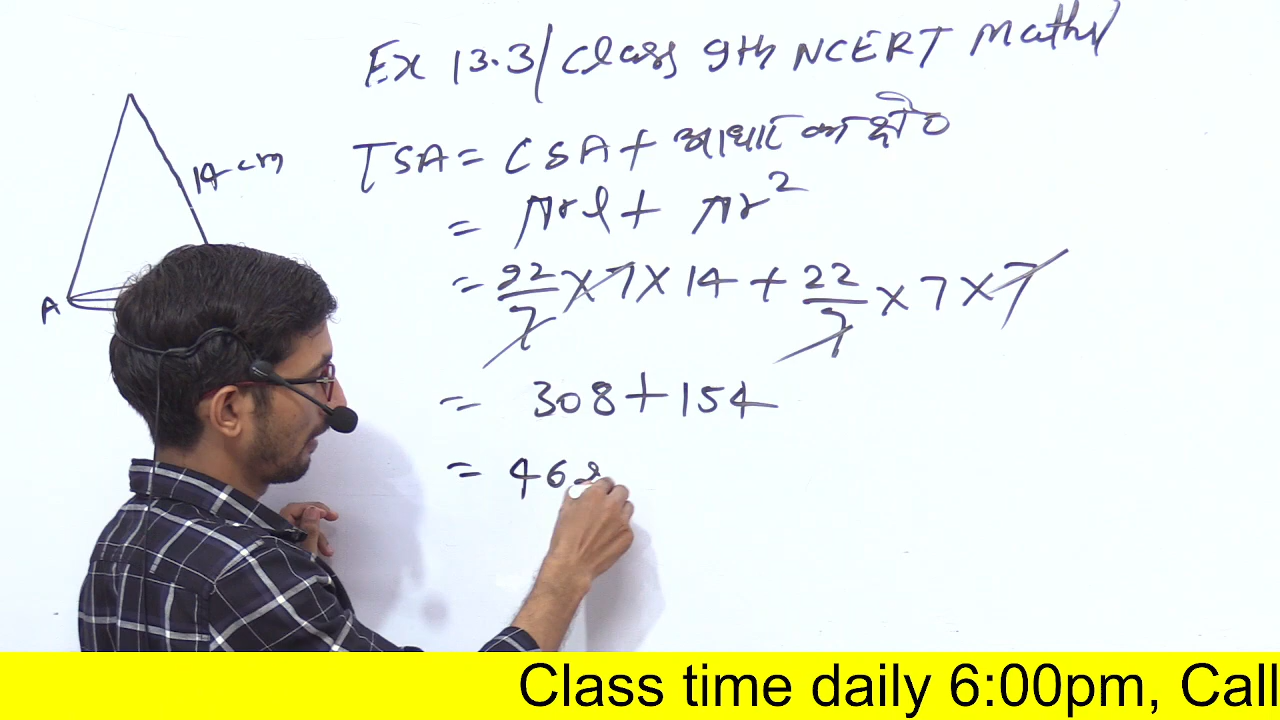 Ex 13.3/Class 9th NCERT Maths
14 cm
A
TSA = CSA + आधार का क्षे०
= πrl + πr²
= 22/7 × 7 × 14 + 22/7 × 7 × 7
= 308 + 154
= 462
Class time daily 6:00pm, Call